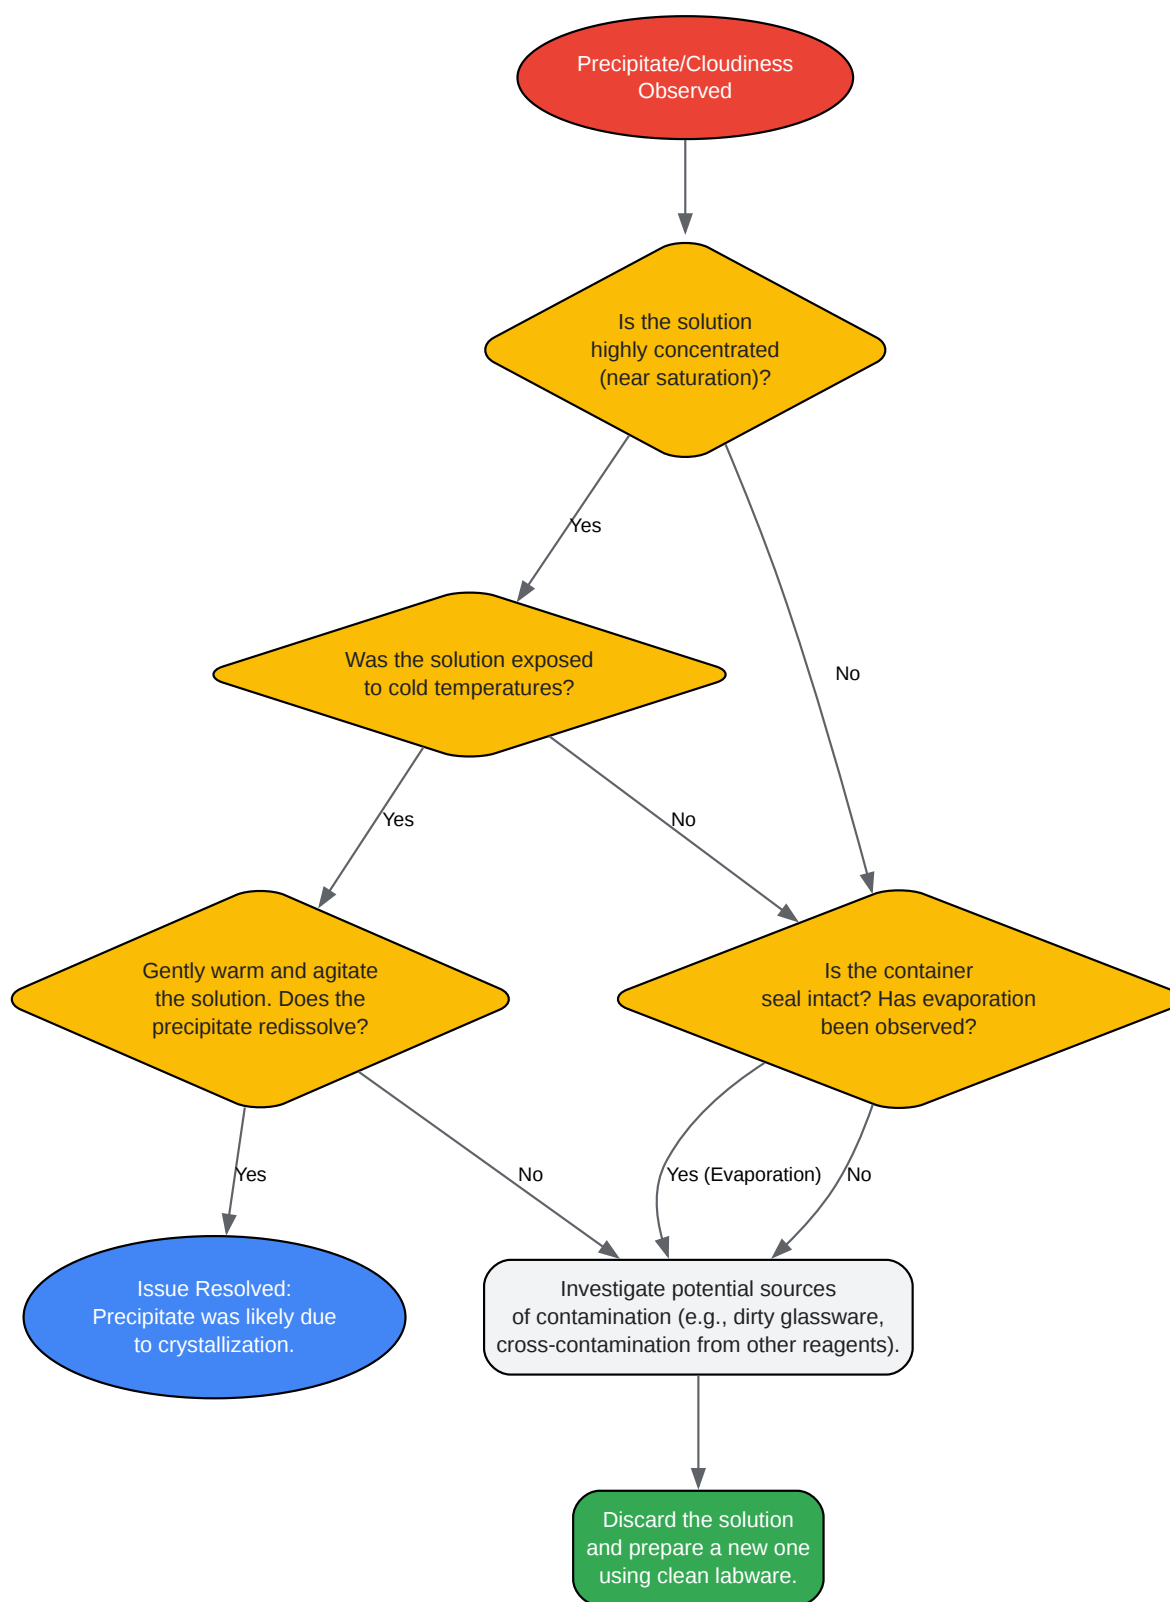 Precipitate/Cloudiness
Observed
Is the solution
highly concentrated
(near saturation)?
Yes
No
Was the solution exposed
to cold temperatures?
Yes
No
Gently warm and agitate
the solution. Does the
precipitate redissolve?
Is the container
seal intact? Has evaporation
been observed?
Yes
No
Yes (Evaporation)
No
Issue Resolved:
Precipitate was likely due
to crystallization.
Investigate potential sources
of contamination (e.g., dirty glassware,
cross-contamination from other reagents).
Discard the solution
and prepare a new one
using clean labware.